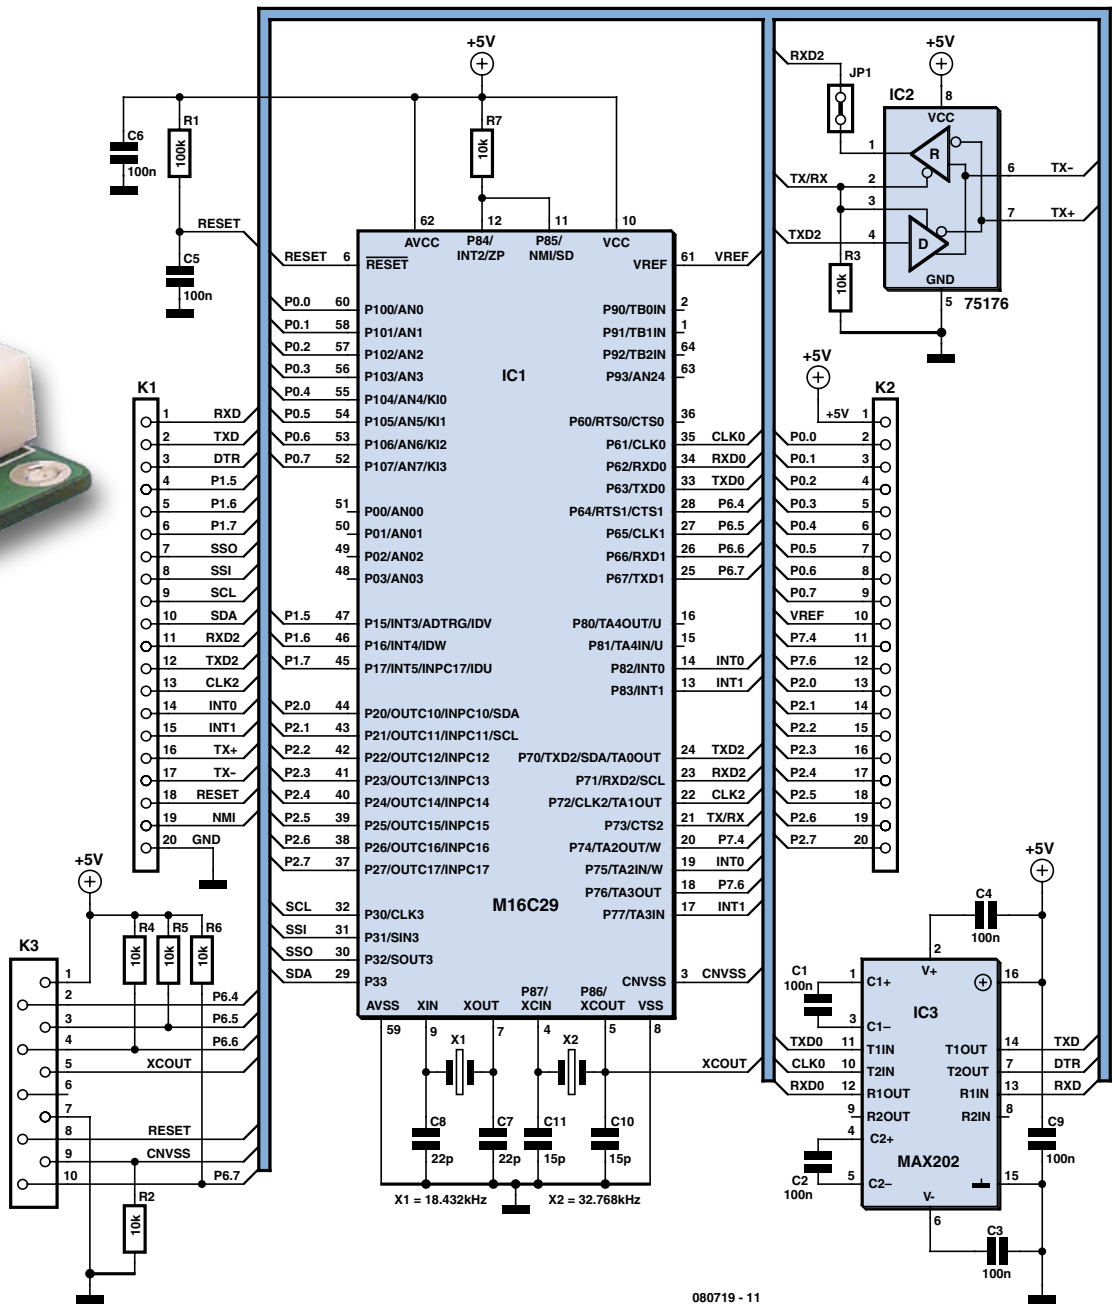 +5V
C6
100n
R1
100k
RESET
C5
100n
R7
10k
62
12
11
10
AVCC
P84/
INT2/ZP
P85/
NMI/SD
VCC
RESET 6 RESET
VREF 61 VREF
P0.0 60 P100/AN0
P0.1 58 P101/AN1
P0.2 57 P102/AN2
P0.3 56 P103/AN3
P0.4 55 P104/AN4/KI0
P0.5 54 P105/AN5/KI1
P0.6 53 P106/AN6/KI2
P0.7 52 P107/AN7/KI3
51 P00/AN00
50 P01/AN01
49 P02/AN02
48 P03/AN03
P1.5 47 P15/INT3/ADTRG/IDV
P1.6 46 P16/INT4/IDW
P1.7 45 P17/INT5/INPC17/IDU
P2.0 44 P20/OUTC10/INPC10/SDA
P2.1 43 P21/OUTC11/INPC11/SCL
P2.2 42 P22/OUTC12/INPC12
P2.3 41 P23/OUTC13/INPC13
P2.4 40 P24/OUTC14/INPC14
P2.5 39 P25/OUTC15/INPC15
P2.6 38 P26/OUTC16/INPC16
P2.7 37 P27/OUTC17/INPC17
SCL 32 P30/CLK3
SSI 31 P31/SIN3
SSO 30 P32/SOUT3
SDA 29 P33
IC1
M16C29
P90/TB0IN 2
P91/TB1IN 1
P92/TB2IN 64
P93/AN24 63
P60/RTS0/CTS0 36
P61/CLK0 35 CLK0
P62/RXD0 34 RXD0
P63/TXD0 33 TXD0
P64/RTS1/CTS1 28 P6.4
P65/CLK1 27 P6.5
P66/RXD1 26 P6.6
P67/TXD1 25 P6.7
P80/TA4OUT/U 16
P81/TA4IN/U 15
P82/INT0 14 INT0
P83/INT1 13 INT1
P70/TXD2/SDA/TA0OUT 24 TXD2
P71/RXD2/SCL 23 RXD2
P72/CLK2/TA1OUT 22 CLK2
P73/CTS2 21 TX/RX
P74/TA2OUT/W 20 P7.4
P75/TA2IN/W 19 INT0
P76/TA3OUT 18 P7.6
P77/TA3IN 17 INT1
CNVSS 3 CNVSS
AVSS
XIN
XOUT
P87/
XCIN
P86/
XCOUT
VSS
59
9
7
4
5
8
X1
X2
XCOUT
C8
22p
C7
22p
C11
15p
C10
15p
X1 = 18.432kHz
X2 = 32.768kHz
K1
1 RXD
2 TXD
3 DTR
4 P1.5
5 P1.6
6 P1.7
7 SSO
8 SSI
9 SCL
10 SDA
11 RXD2
12 TXD2
13 CLK2
14 INT0
15 INT1
16 TX+
17 TX-
18 RESET
19 NMI
20 GND
+5V
K3
R4
10k
R5
10k
R6
10k
1
2 P6.4
3 P6.5
4 P6.6
5 XCOUT
6
7
8 RESET
9 CNVSS
10 P6.7
R2
10k
RXD2
JP1
+5V
IC2
8
VCC
1
R
TX/RX 2
3
TXD2 4
D
6 TX-
7 TX+
GND
5
75176
R3
10k
+5V
K2
+5V 1
P0.0 2
P0.1 3
P0.2 4
P0.3 5
P0.4 6
P0.5 7
P0.6 8
P0.7 9
VREF 10
P7.4 11
P7.6 12
P2.0 13
P2.1 14
P2.2 15
P2.3 16
P2.4 17
P2.5 18
P2.6 19
P2.7 20
+5V
C4
100n
2
V+
C1
100n
1 C1+
3 C1–
16
IC3
TXD0 11 T1IN
CLK0 10 T2IN
RXD0 12 R1OUT
9 R2OUT
T1OUT 14 TXD
T2OUT 7 DTR
R1IN 13 RXD
R2IN 8
4 C2+
5 C2–
C2
100n
MAX202
15
V-
6
C9
100n
C3
100n
080719 - 11